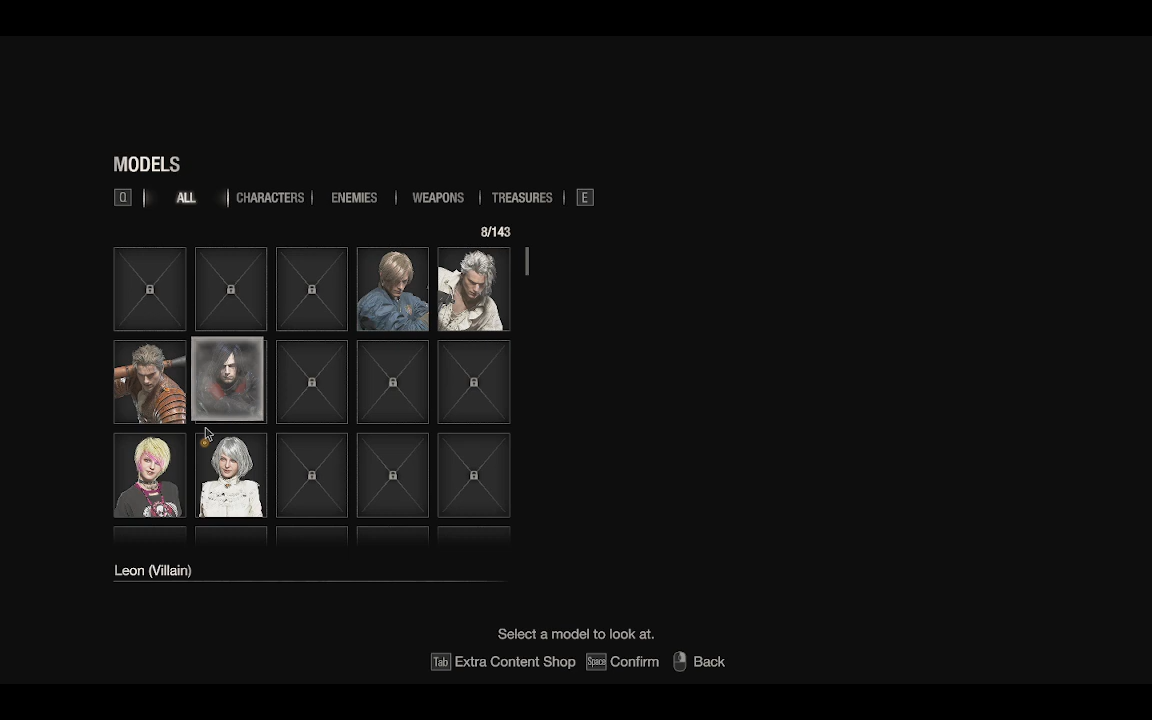 MODELS
Q ALL CHARACTERS ENEMIES WEAPONS TREASURES E
8/143
Leon (Villain)
Select a model to look at.
Tab Extra Content Shop Space Confirm Back